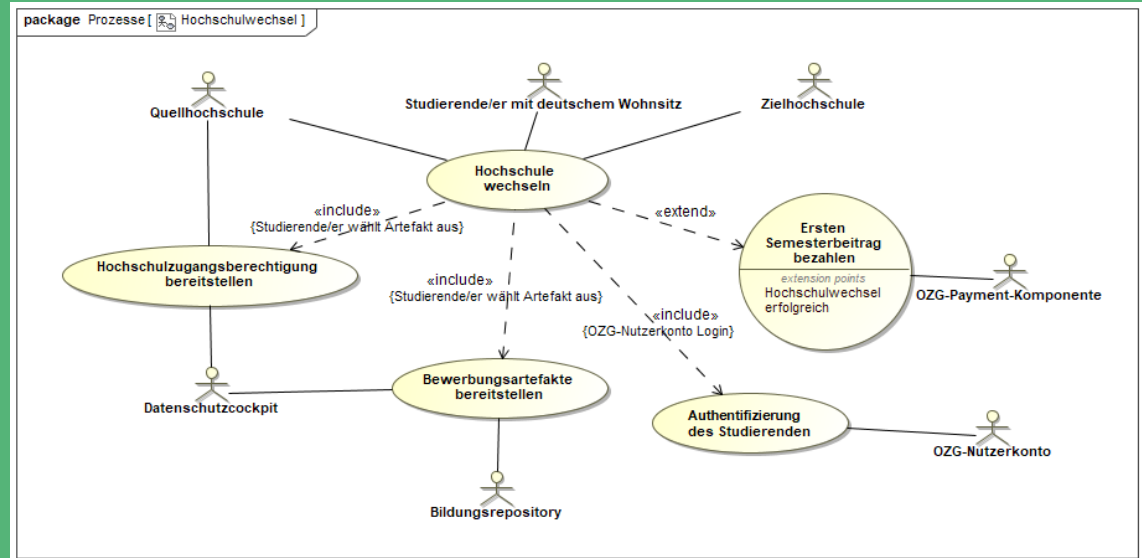 package Prozesse [ Hochschulwechsel ]
Quellhochschule
Studierende/er mit deutschem Wohnsitz
Zielhochschule
Hochschule
wechseln
«include»
{Studierende/er wählt Artefakt aus}
«extend»
Ersten
Semesterbeitrag
bezahlen
extension points
Hochschulwechsel
erfolgreich
OZG-Payment-Komponente
Hochschulzugangsberechtigung
bereitstellen
«include»
{Studierende/er wählt Artefakt aus}
«include»
{OZG-Nutzerkonto Login}
Datenschutzcockpit
Bewerbungsartefakte
bereitstellen
Authentifizierung
des Studierenden
OZG-Nutzerkonto
Bildungsrepository